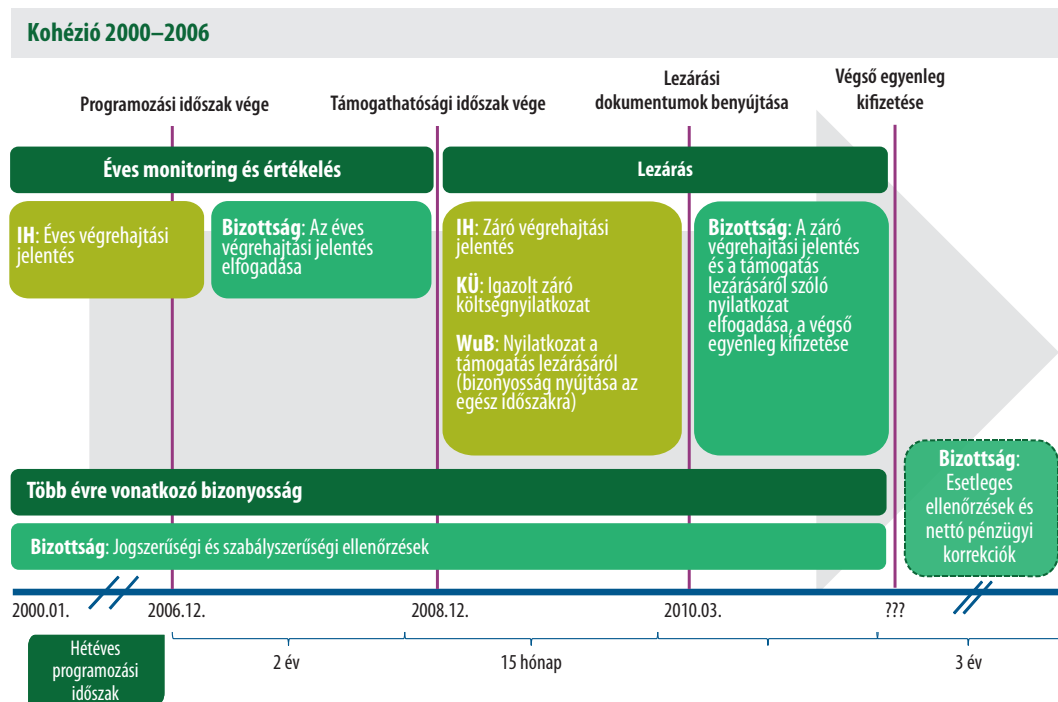 Kohézió 2000–2006
Programozási időszak vége
Támogathatósági időszak vége
Lezárási
dokumentumok benyújtása
Végső egyenleg
kifizetése
Éves monitoring és értékelés
Lezárás
IH: Éves végrehajtási
jelentés
Bizottság: Az éves
végrehajtási jelentés
elfogadása
IH: Záró végrehajtási
jelentés
KÜ: Igazolt záró
költségnyilatkozat
WuB: Nyilatkozat a
támogatás lezárásáról
(bizonyosság nyújtása az
egész időszakra)
Bizottság: A záró
végrehajtási jelentés
és a támogatás
lezárásáról szóló
nyilatkozat
elfogadása, a végső
egyenleg kifizetése
Bizottság:
Esetleges
ellenőrzések és
nettó pénzügyi
korrekciók
Több évre vonatkozó bizonyosság
Bizottság: Jogszerűségi és szabályszerűségi ellenőrzések
2000.01.
2006.12.
2008.12.
2010.03.
???
Hétéves
programozási
időszak
2 év
15 hónap
3 év